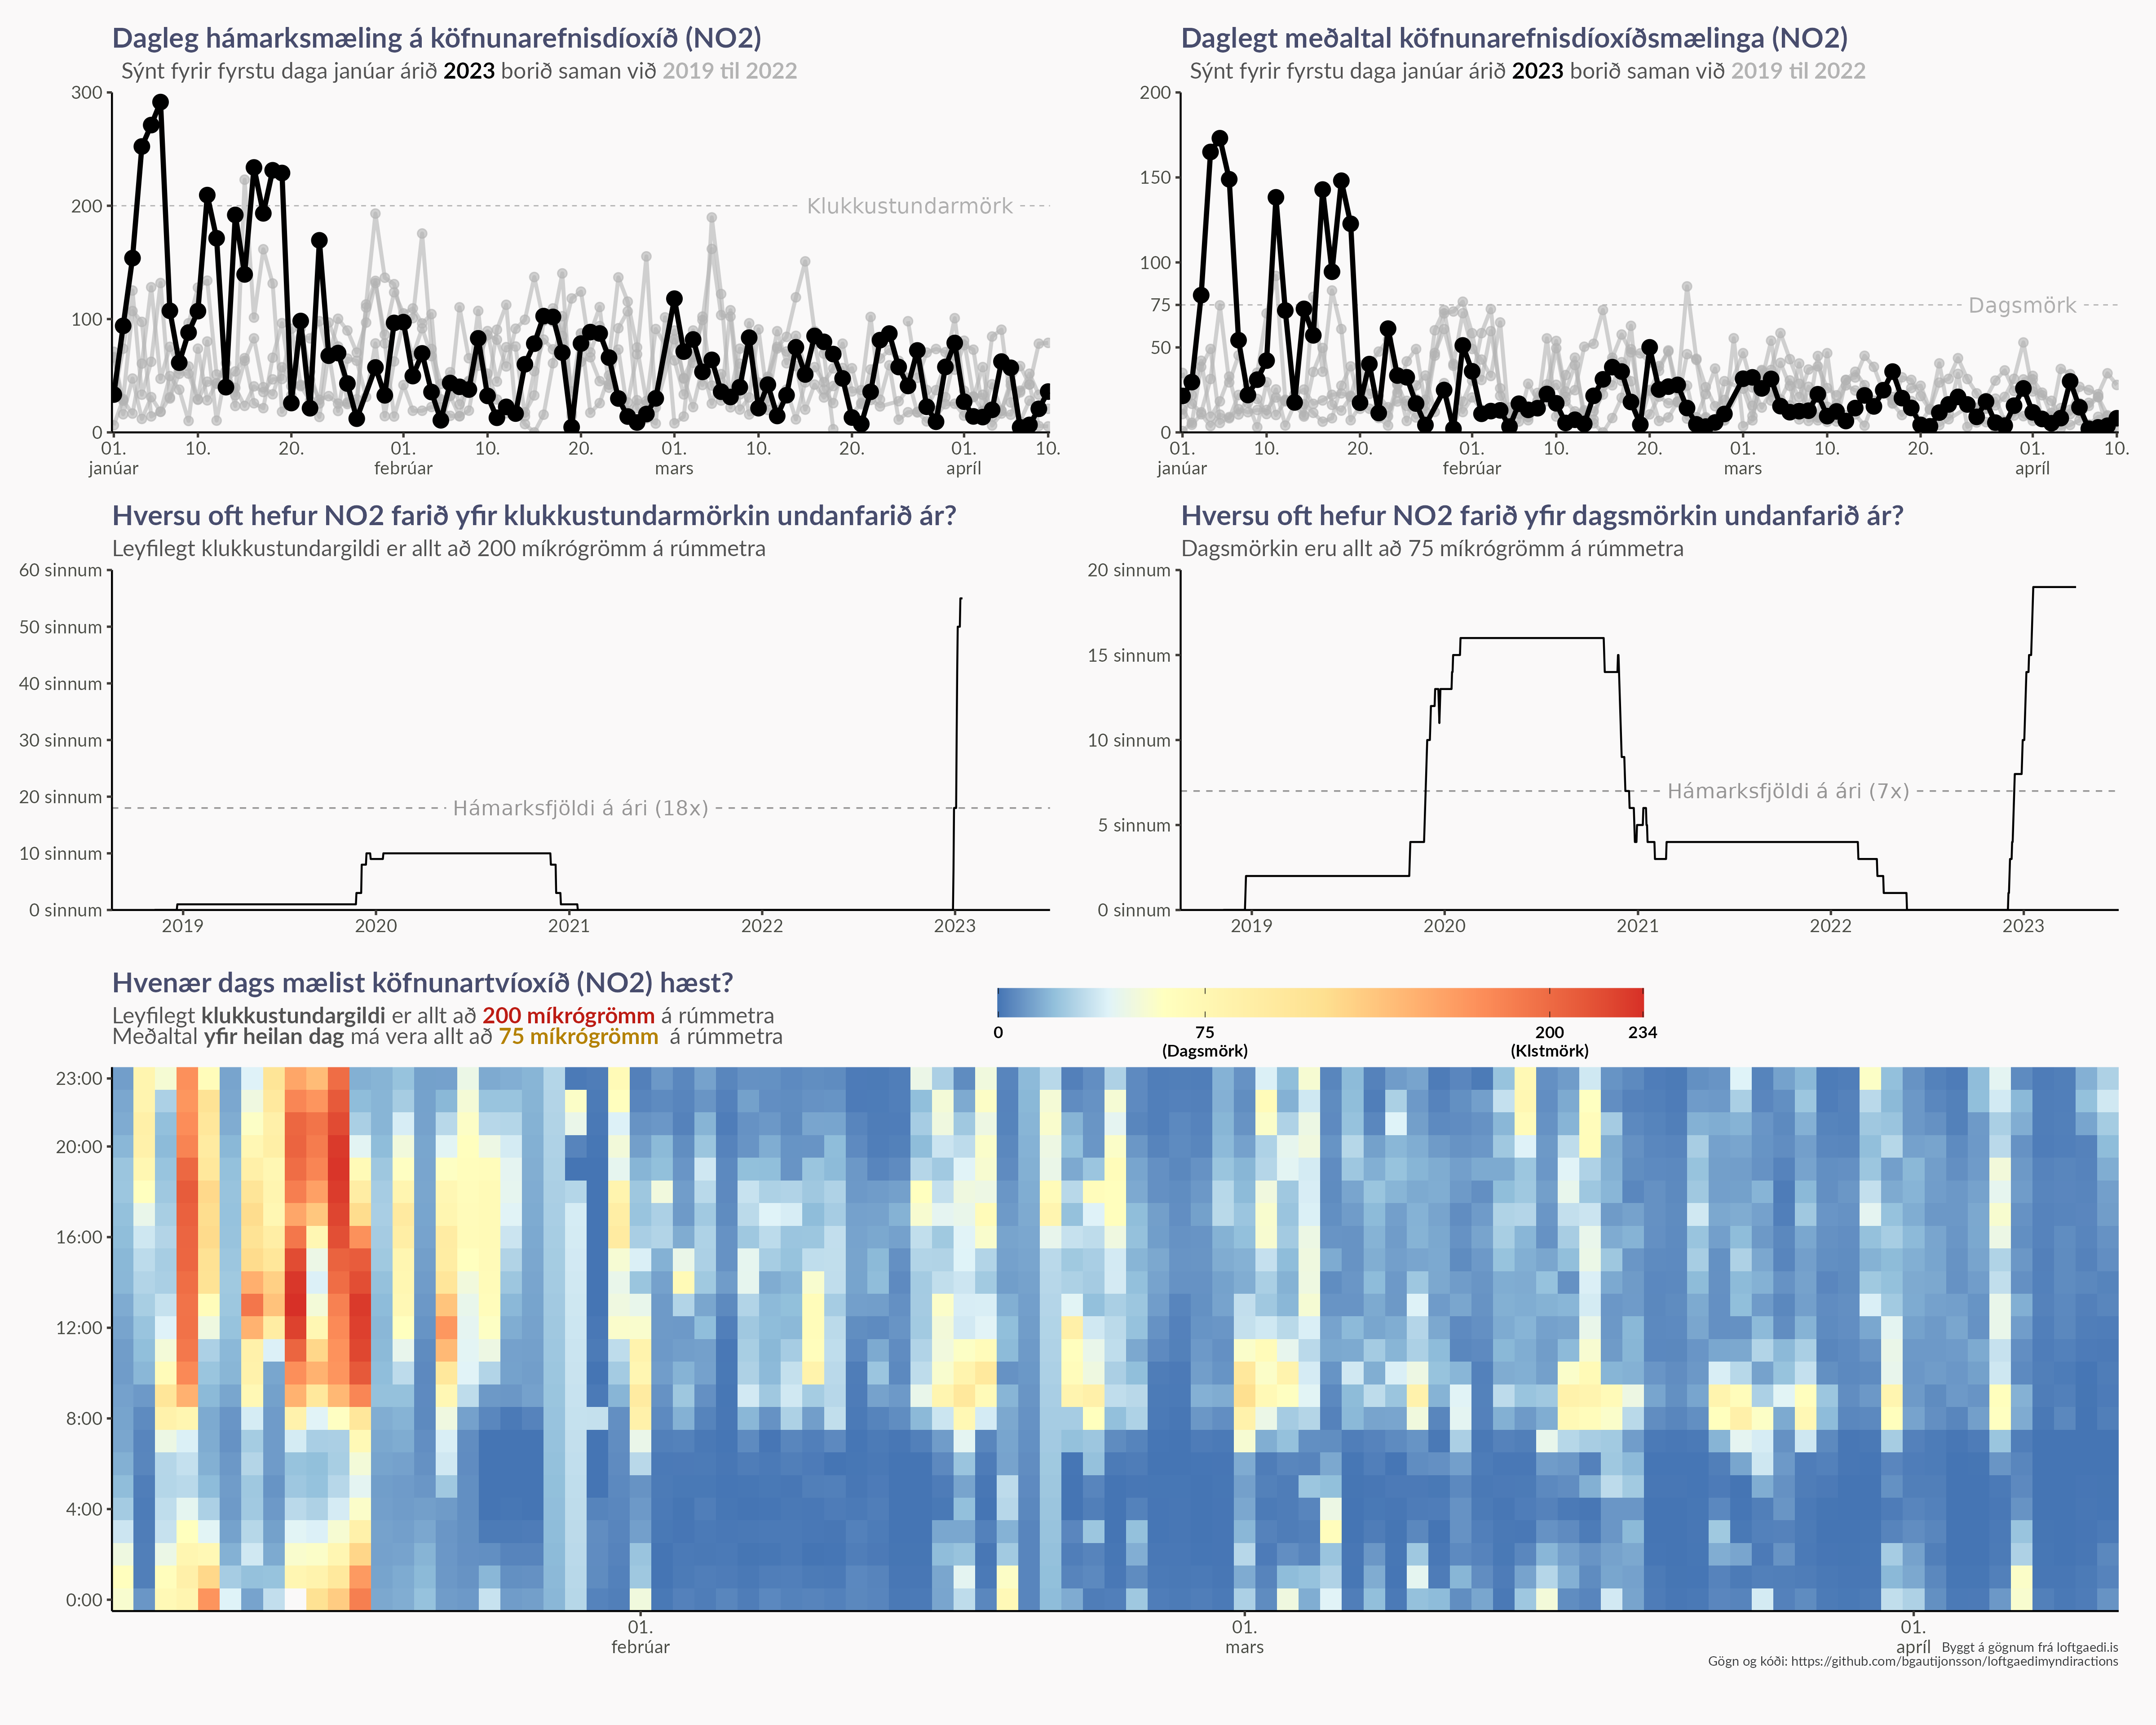 Dagleg hámarksmæling á köfnunarefnisdíoxíð (NO2)
Sýnt fyrir fyrstu daga janúar árið 2023 borið saman við 2019 til 2022
300
200
100
0
Klukkustundarmörk
01. 10. 20. 01. 10. 20. 01. 10. 20. 01. 10.
janúar febrúar mars apríl
Daglegt meðaltal köfnunarefnisdíoxíðsmælinga (NO2)
Sýnt fyrir fyrstu daga janúar árið 2023 borið saman við 2019 til 2022
200
150
100
75
50
0
Dagsmörk
01. 10. 20. 01. 10. 20. 01. 10. 20. 01. 10.
janúar febrúar mars apríl
Hversu oft hefur NO2 farið yfir klukkustundarmörkin undanfarið ár?
Leyfilegt klukkustundargildi er allt að 200 míkrógrömm á rúmmetra
60 sinnum
50 sinnum
40 sinnum
30 sinnum
20 sinnum
10 sinnum
0 sinnum
Hámarksfjöldi á ári (18x)
2019 2020 2021 2022 2023
Hversu oft hefur NO2 farið yfir dagsmörkin undanfarið ár?
Dagsmörkin eru allt að 75 míkrógrömm á rúmmetra
20 sinnum
15 sinnum
10 sinnum
5 sinnum
0 sinnum
Hámarksfjöldi á ári (7x)
2019 2020 2021 2022 2023
Hvenær dags mælist köfnunartvíoxíð (NO2) hæst?
Leyfilegt klukkustundargildi er allt að 200 míkrógrömm á rúmmetra
Meðaltal yfir heilan dag má vera allt að 75 míkrógrömm á rúmmetra
0 75 200 234
(Dagsmörk) (Klstmörk)
23:00
20:00
16:00
12:00
8:00
4:00
0:00
01. 01. 01.
febrúar mars apríl
Byggt á gögnum frá loftgaedi.is
Gögn og kóði: https://github.com/bgautijonsson/loftgaedimyndiractions